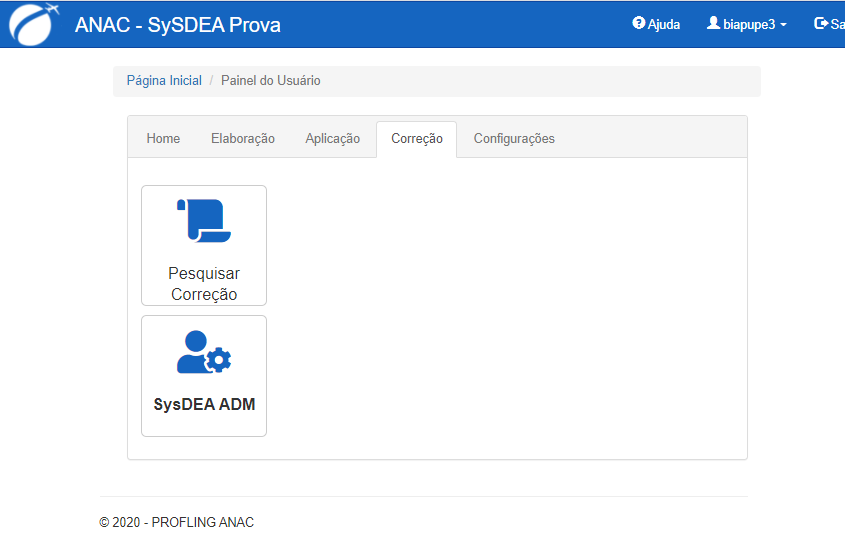 ANAC - SySDEA Prova
Ajuda
biapupe3
Sa
Página Inicial / Painel do Usuário
Home Elaboração Aplicação Correção Configurações
Pesquisar
Correção
SysDEA ADM
© 2020 - PROFLING ANAC